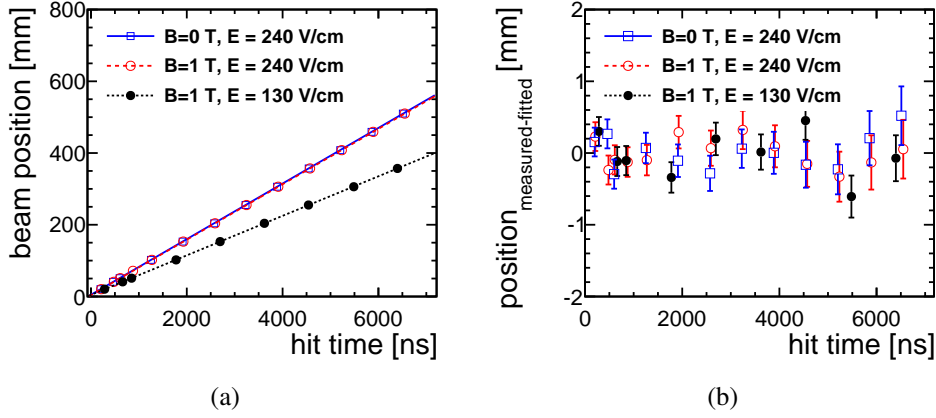 beam position [mm]
800
600
400
200
0
B=0 T, E = 240 V/cm
B=1 T, E = 240 V/cm
B=1 T, E = 130 V/cm
0 2000 4000 6000
hit time [ns]
(a)
position measured-fitted [mm]
2
1
0
-1
-2
B=0 T, E = 240 V/cm
B=1 T, E = 240 V/cm
B=1 T, E = 130 V/cm
0 2000 4000 6000
hit time [ns]
(b)